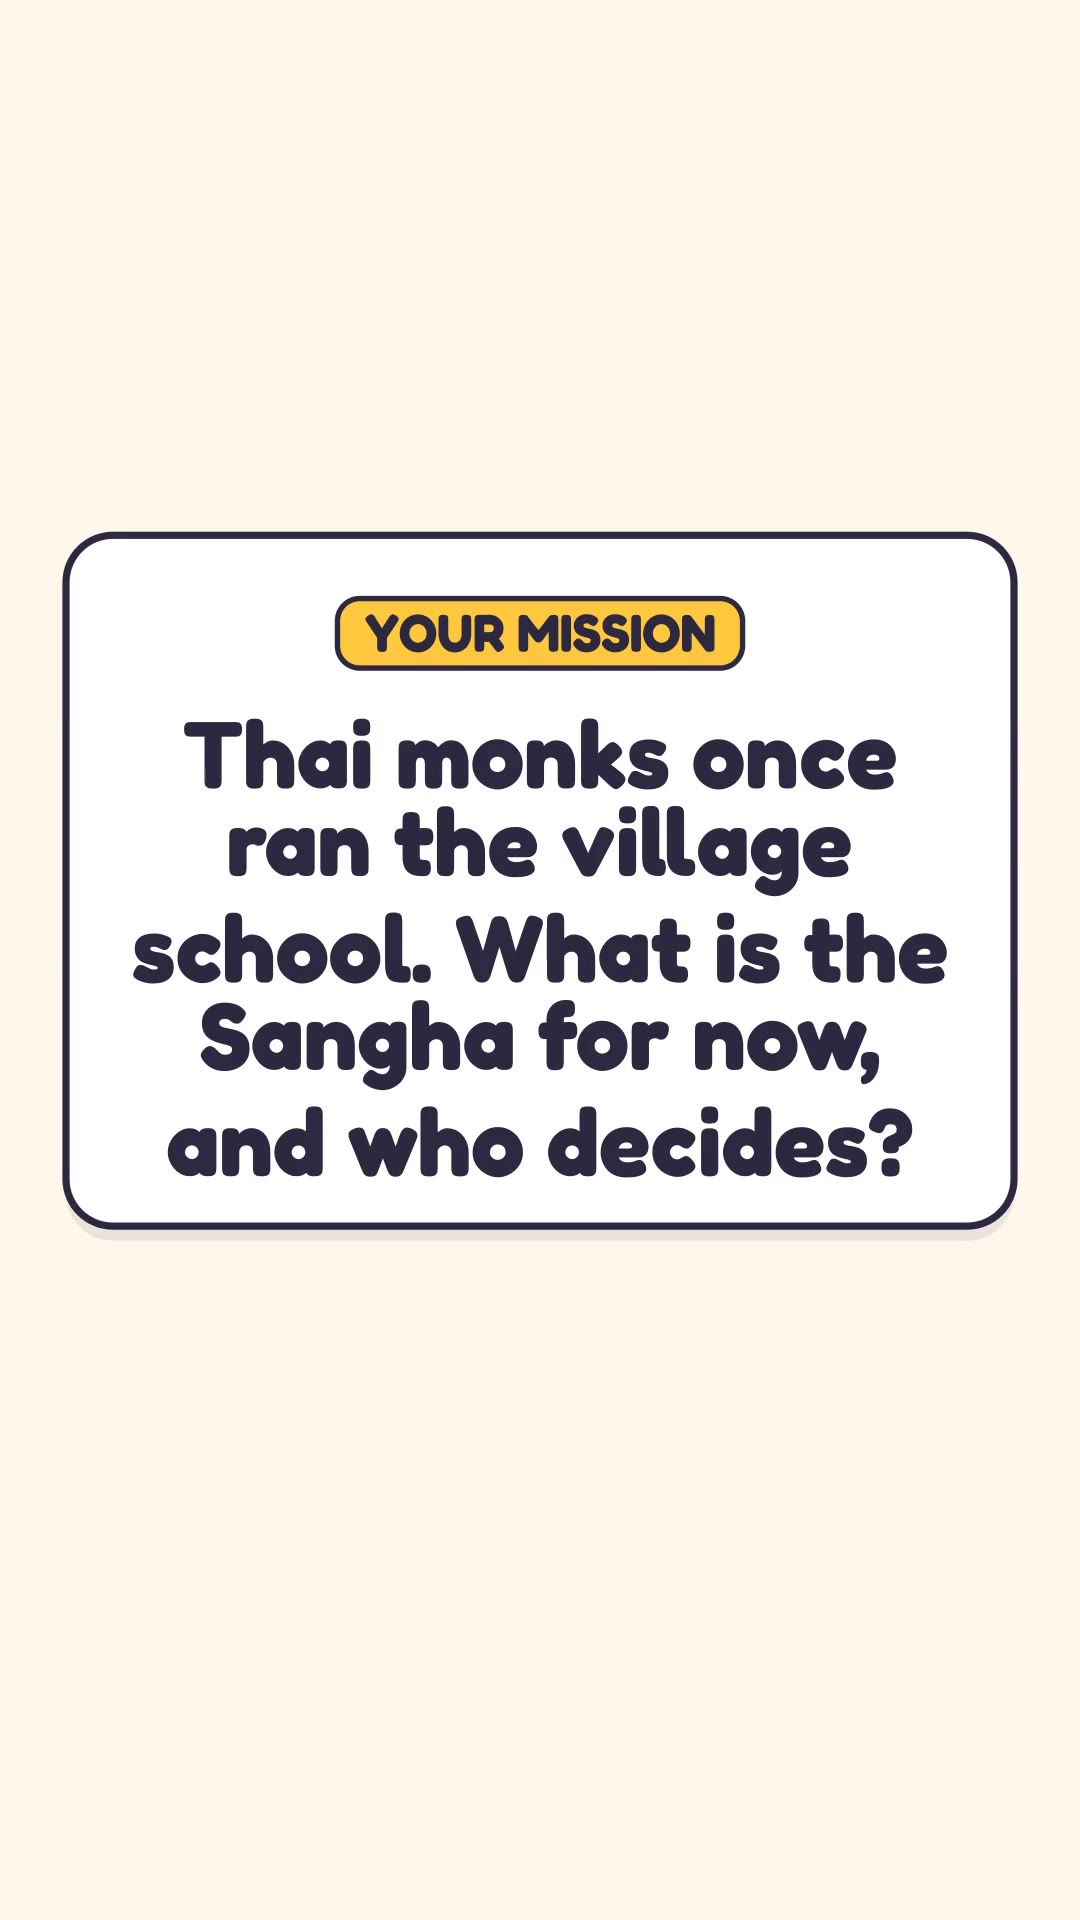 YOUR MISSION
Thai monks once
ran the village
school. What is the
Sangha for now,
and who decides?